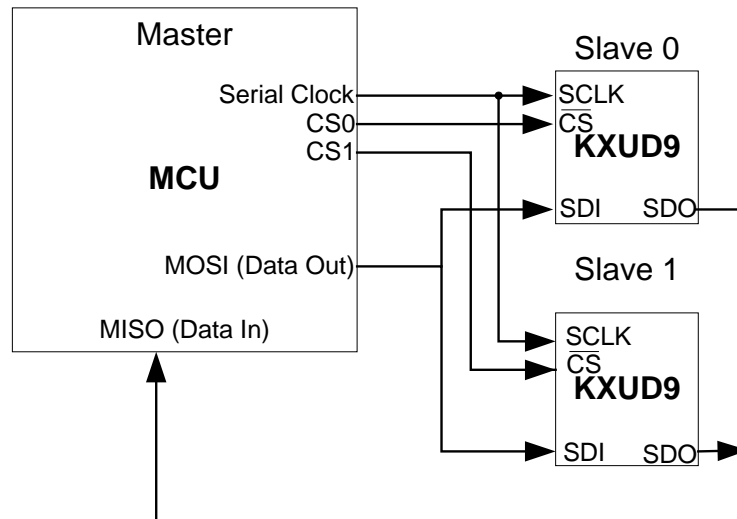 Master
Serial Clock
CS0
CS1
MCU
MOSI (Data Out)
MISO (Data In)
Slave 0
SCLK
CS
KXUD9
SDI SDO
Slave 1
SCLK
CS
KXUD9
SDI SDO